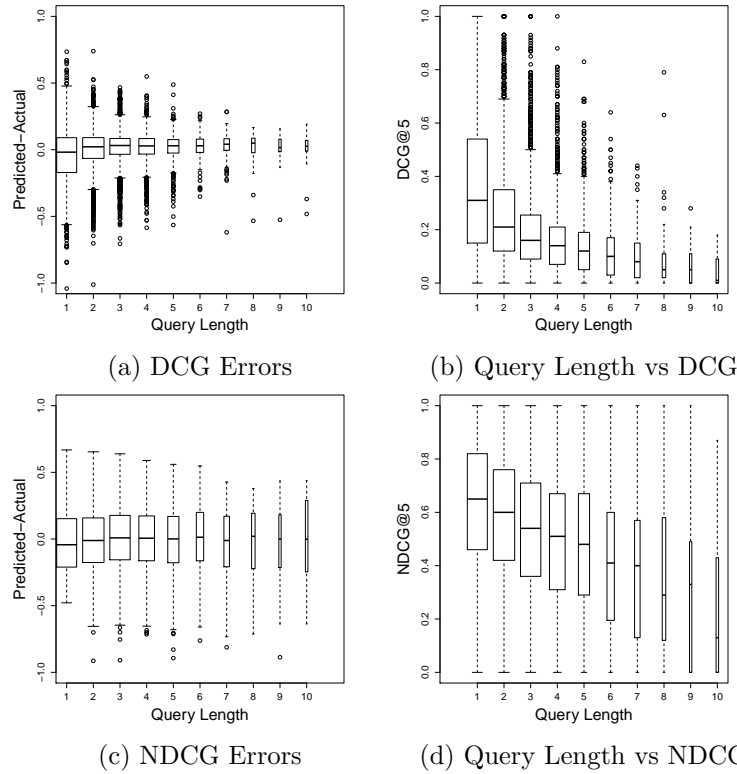 1.0
0.5
0.0
−0.5
−1.0
Predicted−Actual
1 2 3 4 5 6 7 8 9 10
Query Length
(a) DCG Errors
1.0
0.8
0.6
0.4
0.2
0.0
DCG@5
1 2 3 4 5 6 7 8 9 10
Query Length
(b) Query Length vs DCG
1.0
0.5
0.0
−0.5
−1.0
Predicted−Actual
1 2 3 4 5 6 7 8 9 10
Query Length
(c) NDCG Errors
1.0
0.8
0.6
0.4
0.2
0.0
NDCG@5
1 2 3 4 5 6 7 8 9 10
Query Length
(d) Query Length vs NDCG